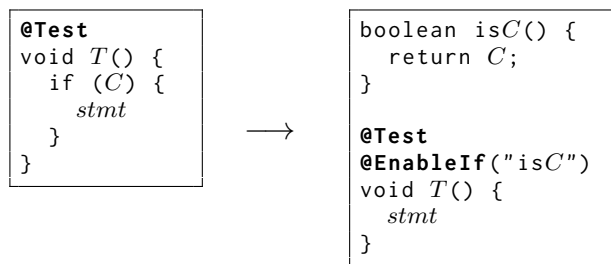 @Test
void T() {
  if (C) {
    stmt
  }
}
⟶
boolean isC() {
  return C;
}
@Test
@EnableIf("isC")
void T() {
  stmt
}